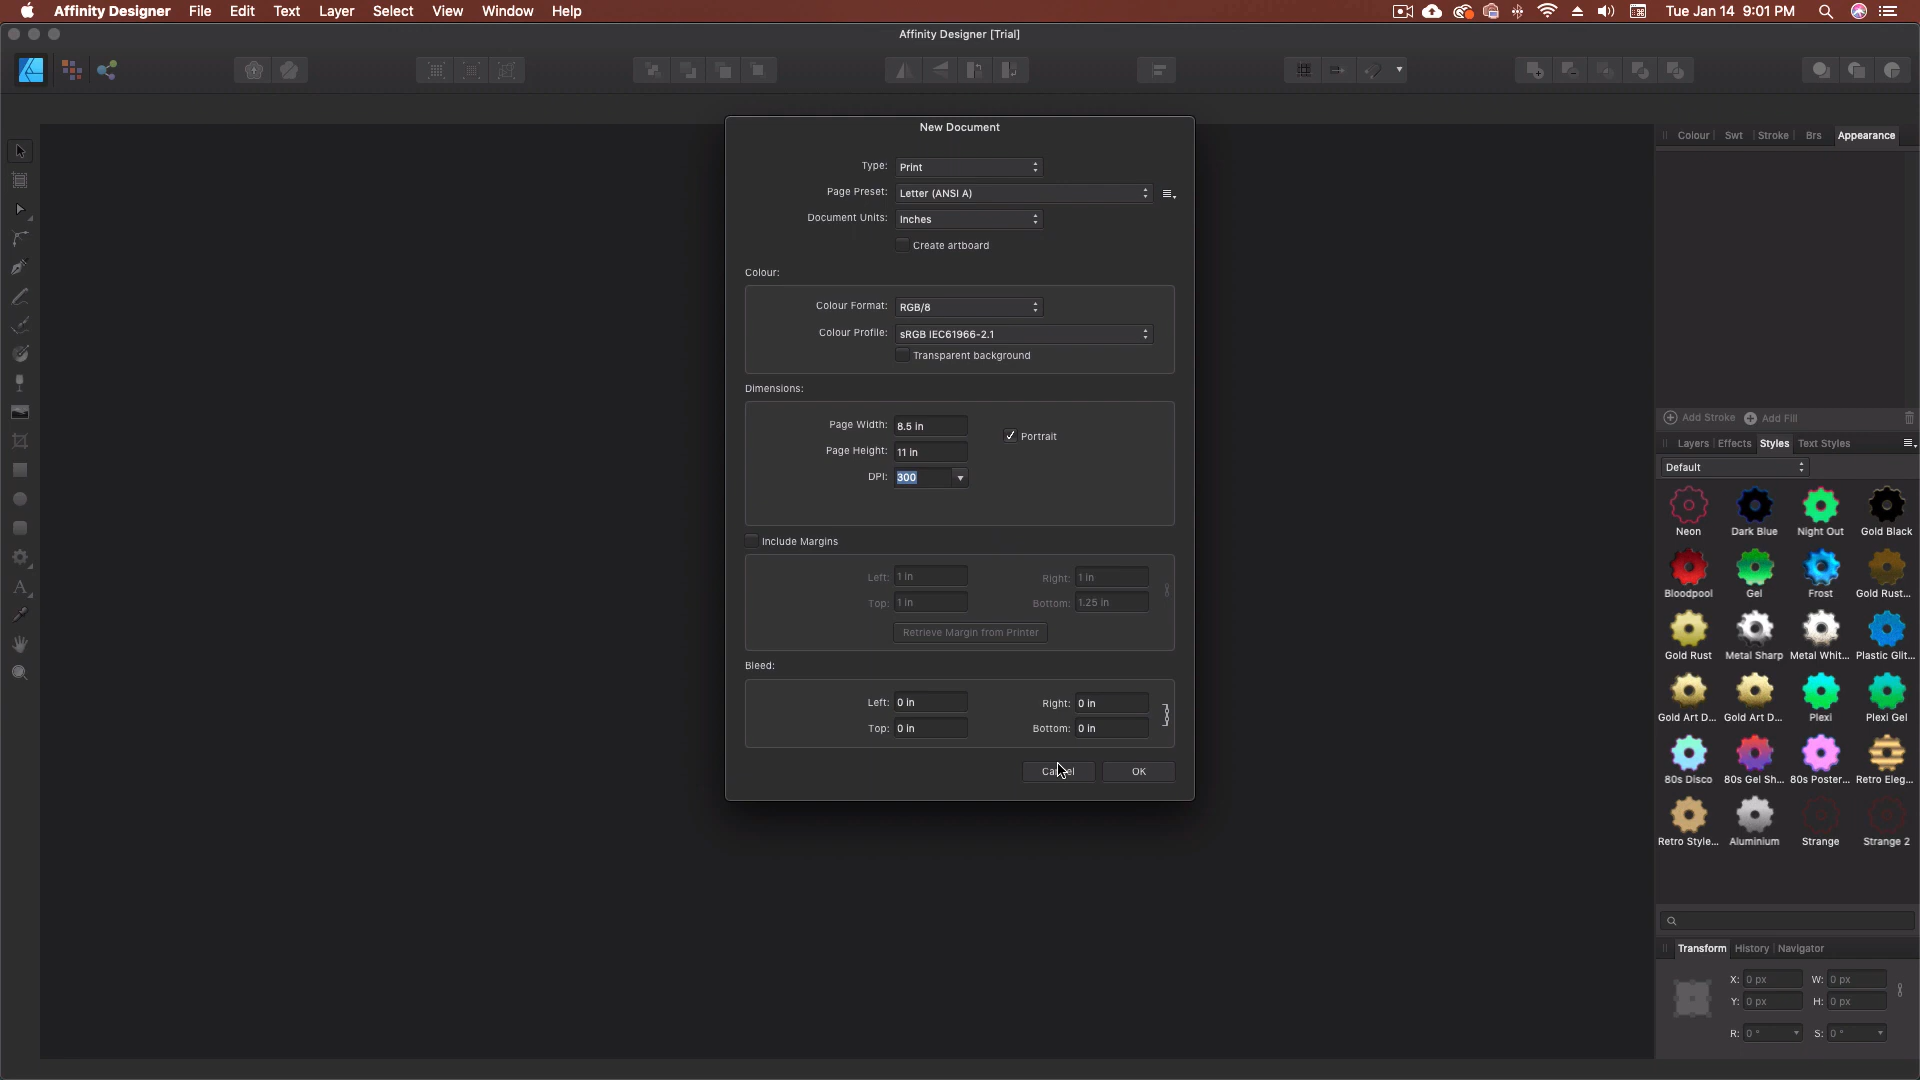 Affinity Designer File Edit Text Layer Select View Window Help Tue Jan 14 9:01 PM
Affinity Designer [Trial]
New Document
Type: Print
Page Preset: Letter (ANSI A)
Document Units: Inches
Create artboard
Colour:
Colour Format: RGB/8
Colour Profile: sRGB IEC61966-2.1
Transparent background
Dimensions:
Page Width: 8.5 in
Portrait
Page Height: 11 in
DPI: 300
Include Margins
Left: 1 in Right: 1 in
Top: 1 in Bottom: 1.25 in
Retrieve Margin from Printer
Bleed:
Left: 0 in Right: 0 in
Top: 0 in Bottom: 0 in
Cancel OK
Colour Swt Stroke Brs Appearance
Add Stroke Add Fill
Layers Effects Styles Text Styles
Default
Neon Dark Blue Night Out Gold Black
Bloodpool Gel Frost Gold Rust...
Gold Rust Metal Sharp Metal Whit... Plastic Glit...
Gold Art D... Gold Art D... Plexi Plexi Gel
80s Disco 80s Gel Sh... 80s Poster... Retro Eleg...
Retro Style... Aluminium Strange Strange 2
Transform History Navigator
X: 0 px W: 0 px
Y: 0 px H: 0 px
R: 0 ° S: 0 °